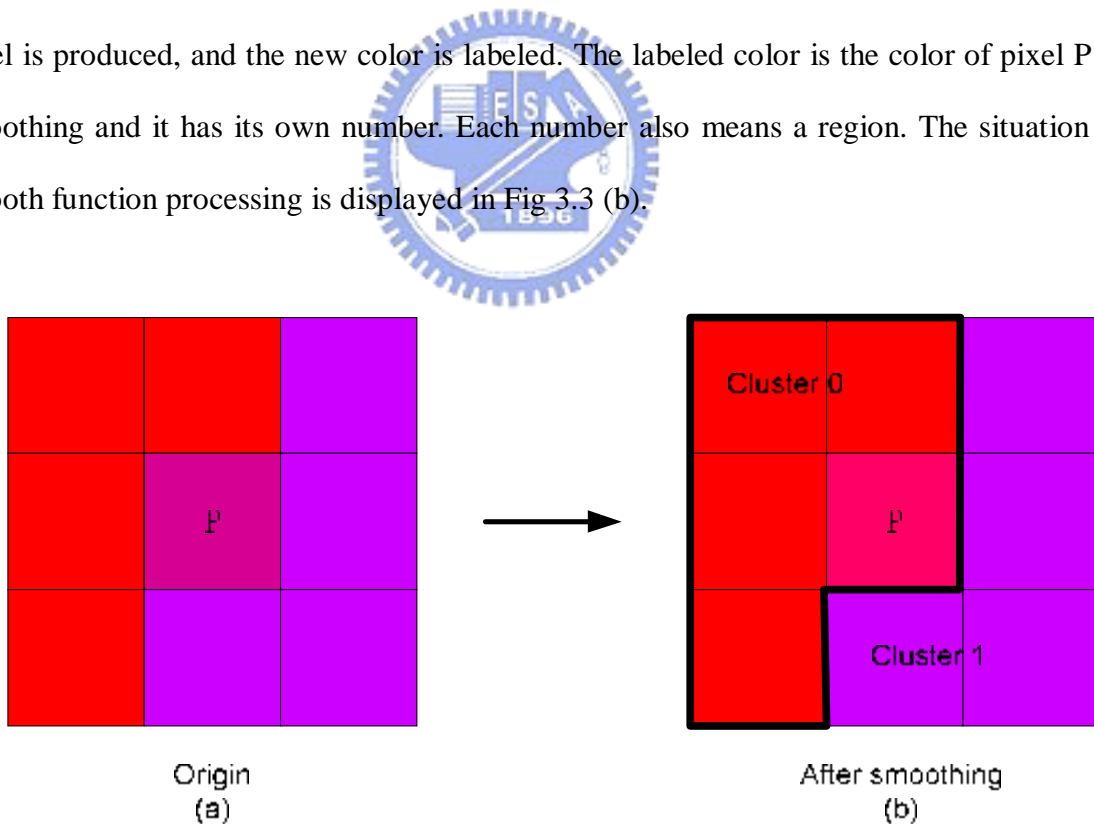 el is produced, and the new color is labeled. The labeled color is the color of pixel P
oothing and it has its own number. Each number also means a region. The situation
ooth function processing is displayed in Fig 3.3 (b).
E S A
1896
Cluster 0
P
P
Cluster 1
Origin
After smoothing
(a)
(b)